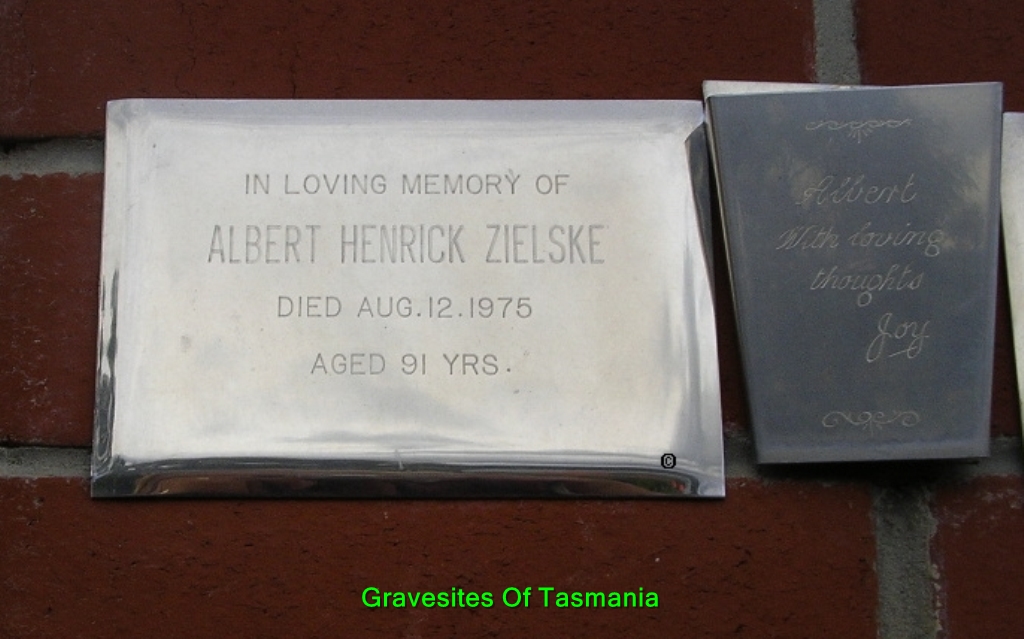 IN LOVING MEMORY OF
ALBERT HENRICK ZIELSKE
DIED AUG.12.1975
AGED 91 YRS.
©
Albert
With loving
thoughts
Joy
Gravesites Of Tasmania